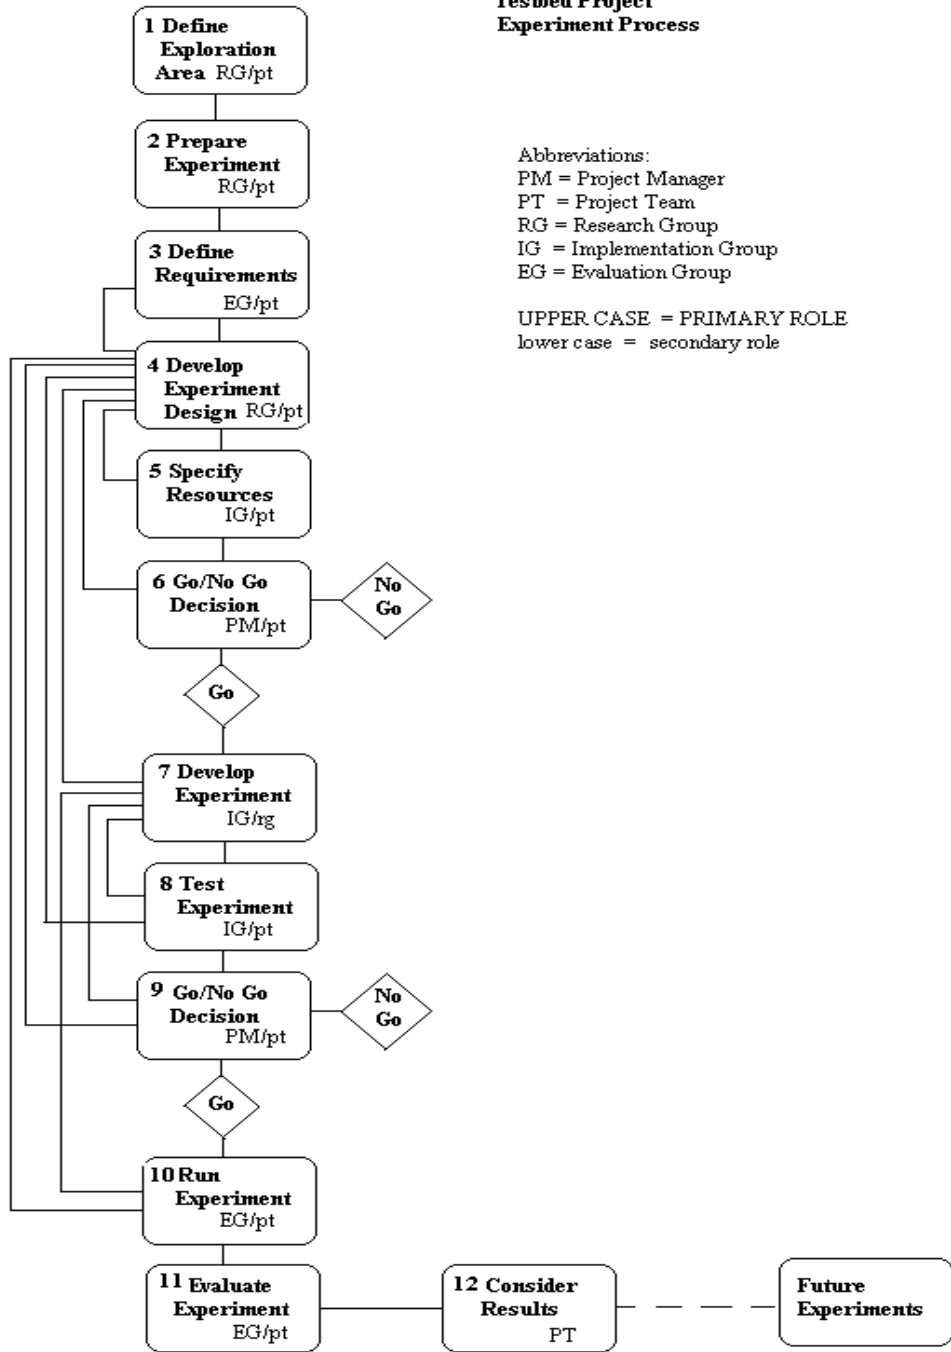 Testbed Project
Experiment Process
1 Define
Exploration
Area RG/pt
2 Prepare
Experiment
RG/pt
Abbreviations:
PM = Project Manager
PT = Project Team
RG = Research Group
IG = Implementation Group
EG = Evaluation Group
UPPER CASE = PRIMARY ROLE
lower case = secondary role
3 Define
Requirements
EG/pt
4 Develop
Experiment
Design RG/pt
5 Specify
Resources
IG/pt
6 Go/No Go
Decision
PM/pt
No
Go
Go
7 Develop
Experiment
IG/rg
8 Test
Experiment
IG/pt
9 Go/No Go
Decision
PM/pt
No
Go
Go
10 Run
Experiment
EG/pt
11 Evaluate
Experiment
EG/pt
12 Consider
Results
PT
Future
Experiments